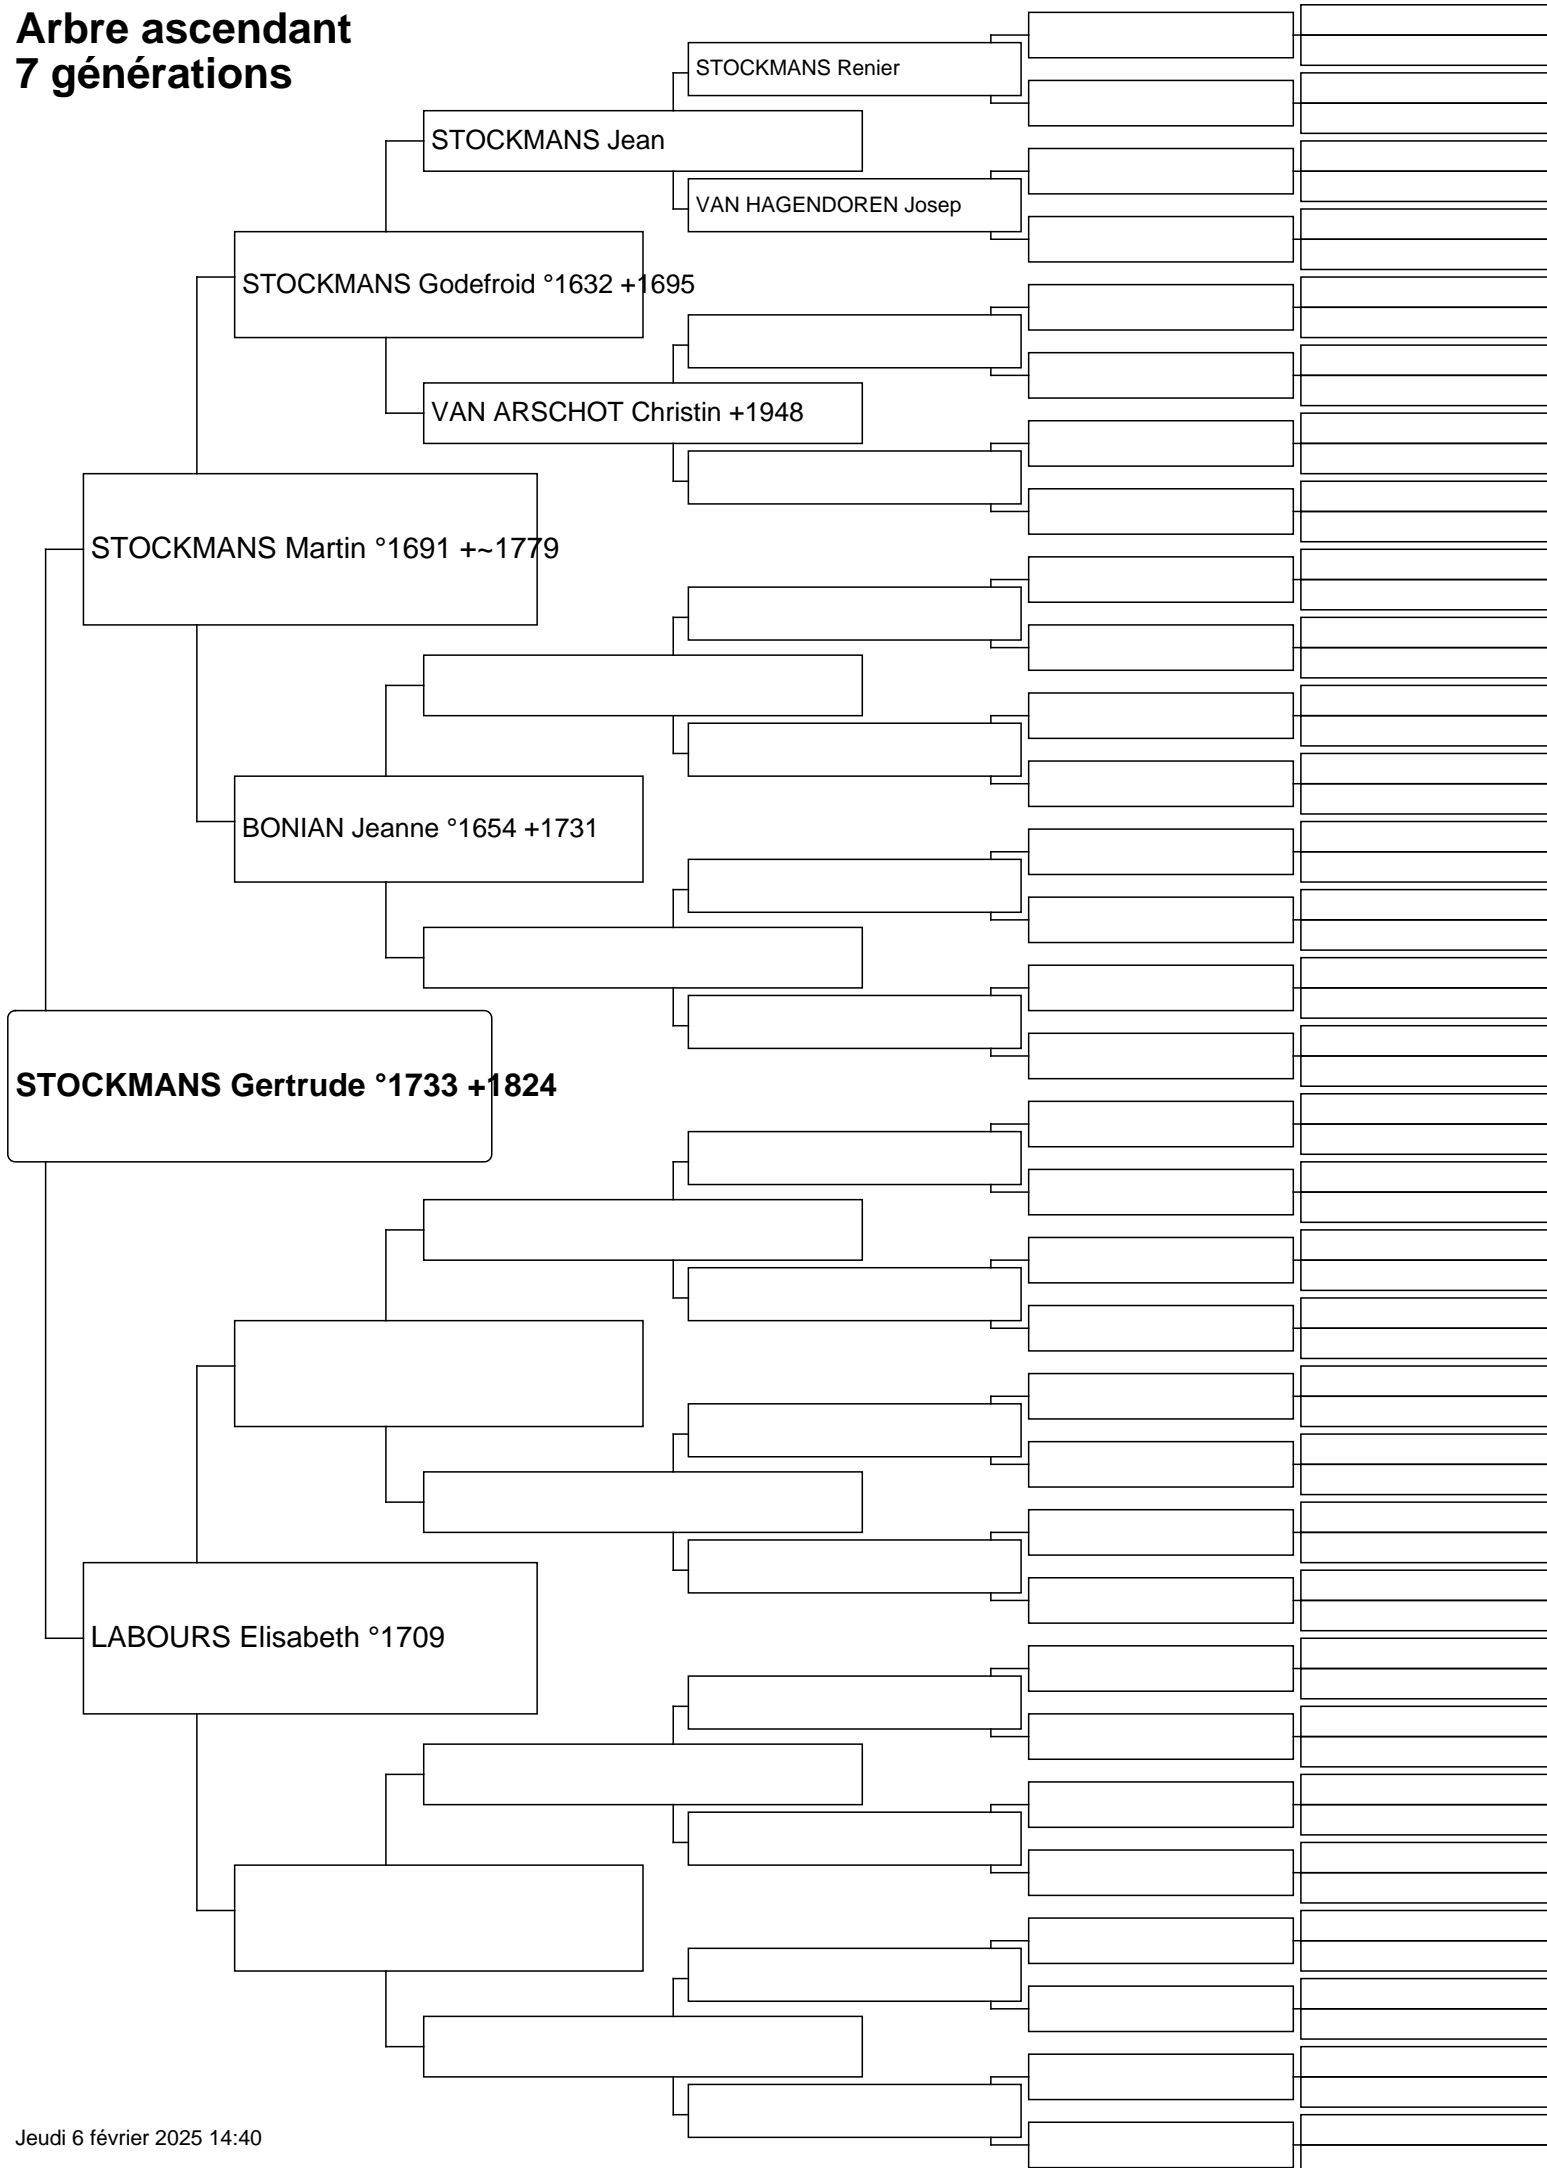 Arbre ascendant
7 générations
STOCKMANS Renier
STOCKMANS Jean
VAN HAGENDOREN Josep
STOCKMANS Godefroid °1632 +1695
VAN ARSCHOT Christin +1948
STOCKMANS Martin °1691 +~1779
BONIAN Jeanne °1654 +1731
STOCKMANS Gertrude °1733 +1824
LABOURS Elisabeth °1709
Jeudi 6 février 2025 14:40